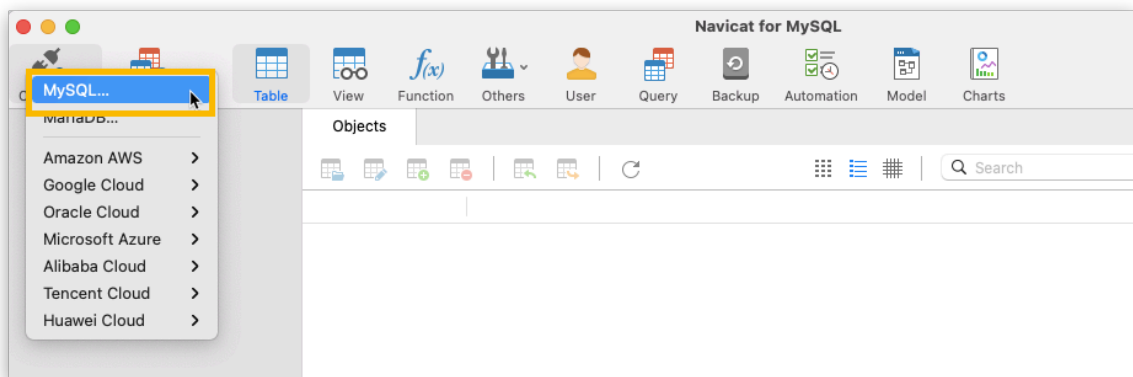 Navicat for MySQL
Table
View
Function
Others
User
Query
Backup
Automation
Model
Charts
MySQL...
MariaDB...
Amazon AWS
Google Cloud
Oracle Cloud
Microsoft Azure
Alibaba Cloud
Tencent Cloud
Huawei Cloud
Objects
Search
f(x)